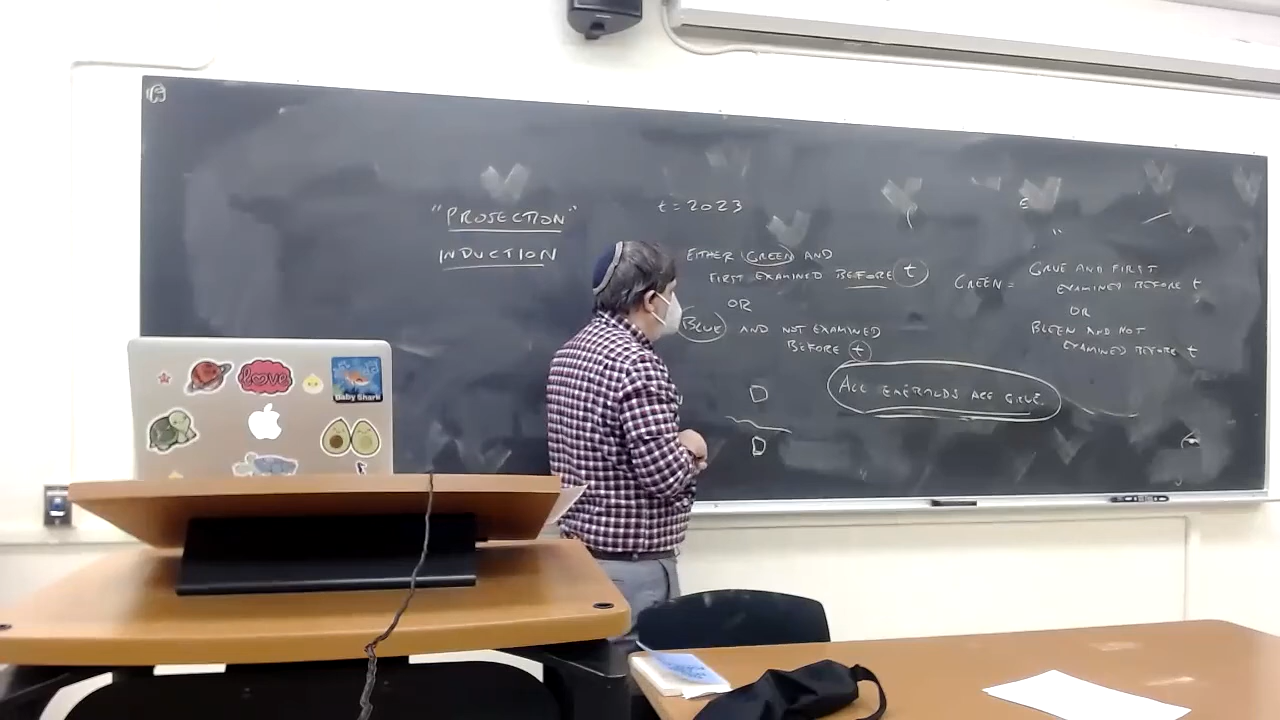 "PROJECTION"
INDUCTION
t = 2023
EITHER GREEN AND
FIRST EXAMINED BEFORE t
OR
BLUE AND NOT EXAMINED
BEFORE t
D
D
GREEN = GRUE AND FIRST
EXAMINED BEFORE t
OR
BLEEN AND NOT
EXAMINED BEFORE t
ALL EMERALDS ARE GRUE.
love
Baby Shark